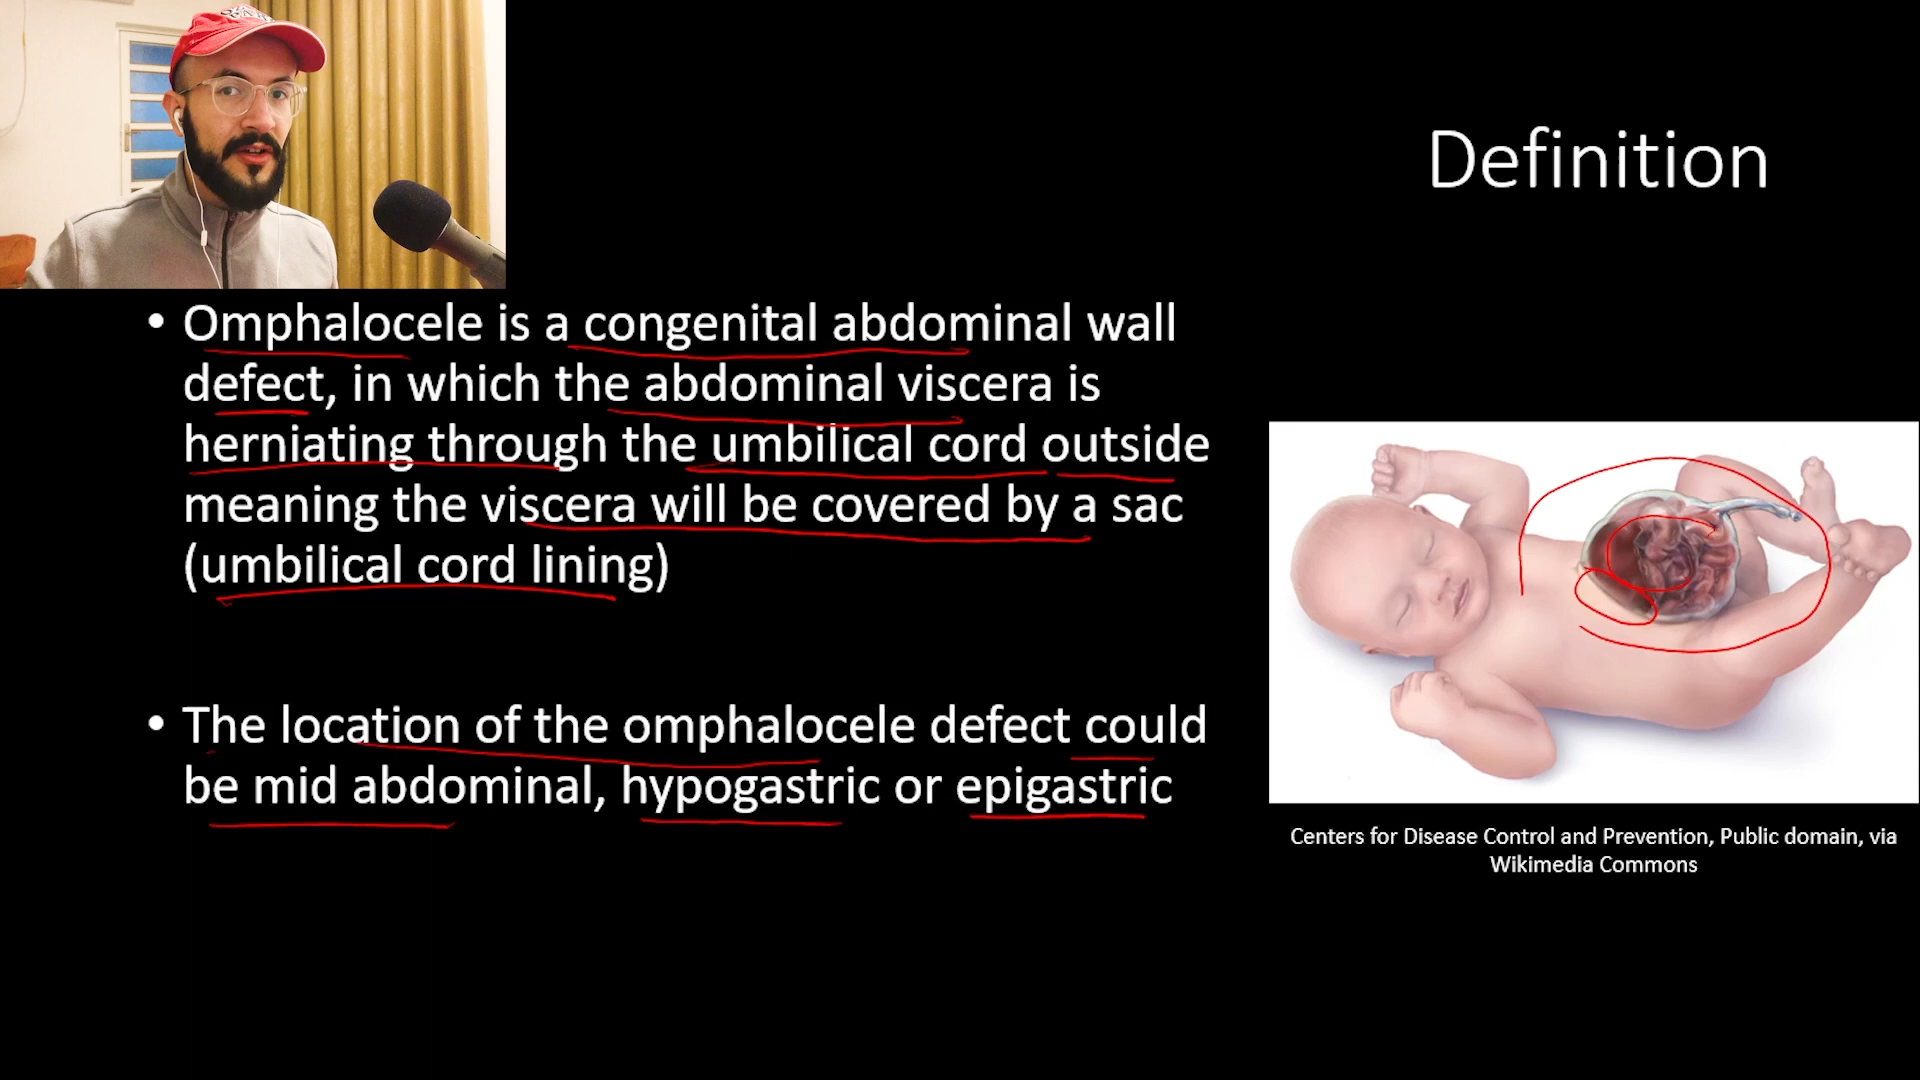 Definition
• Omphalocele is a congenital abdominal wall
defect, in which the abdominal viscera is
herniating through the umbilical cord outside
meaning the viscera will be covered by a sac
(umbilical cord lining)
• The location of the omphalocele defect could
be mid abdominal, hypogastric or epigastric
Centers for Disease Control and Prevention, Public domain, via
Wikimedia Commons